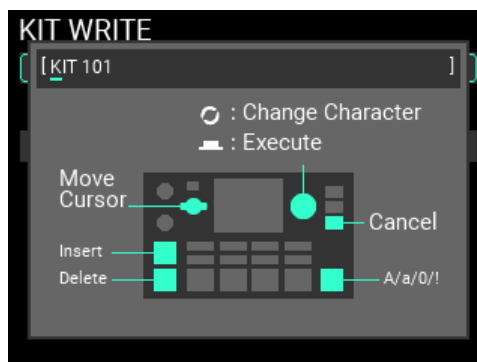 KIT WRITE
[KIT 101 ]
: Change Character
: Execute
Move
Cursor
Cancel
Insert
Delete
A/a/0/!